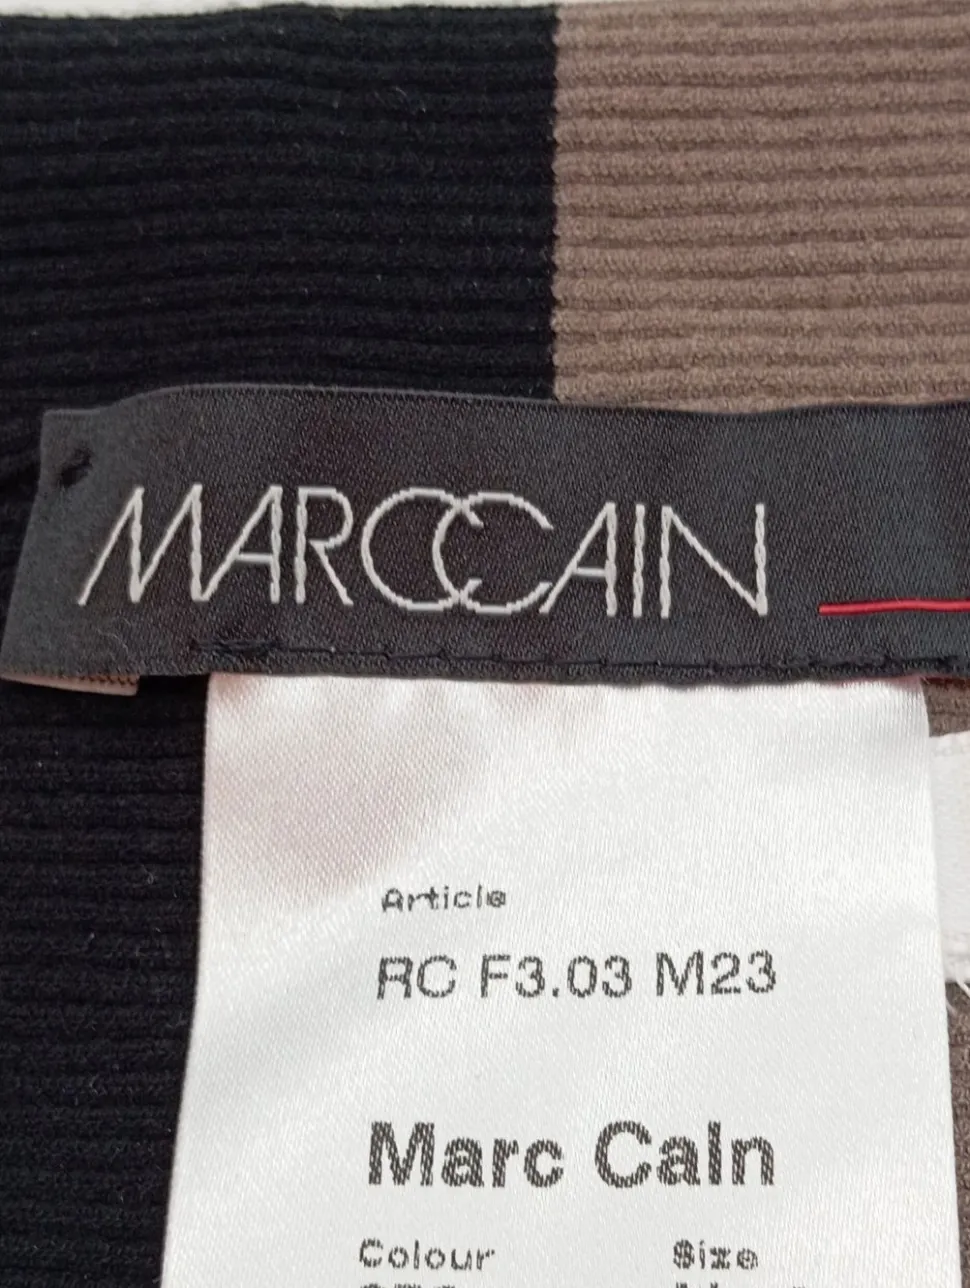 MARCCAIN
Article
RC F3.03 M23
Marc Cain
Colour Size